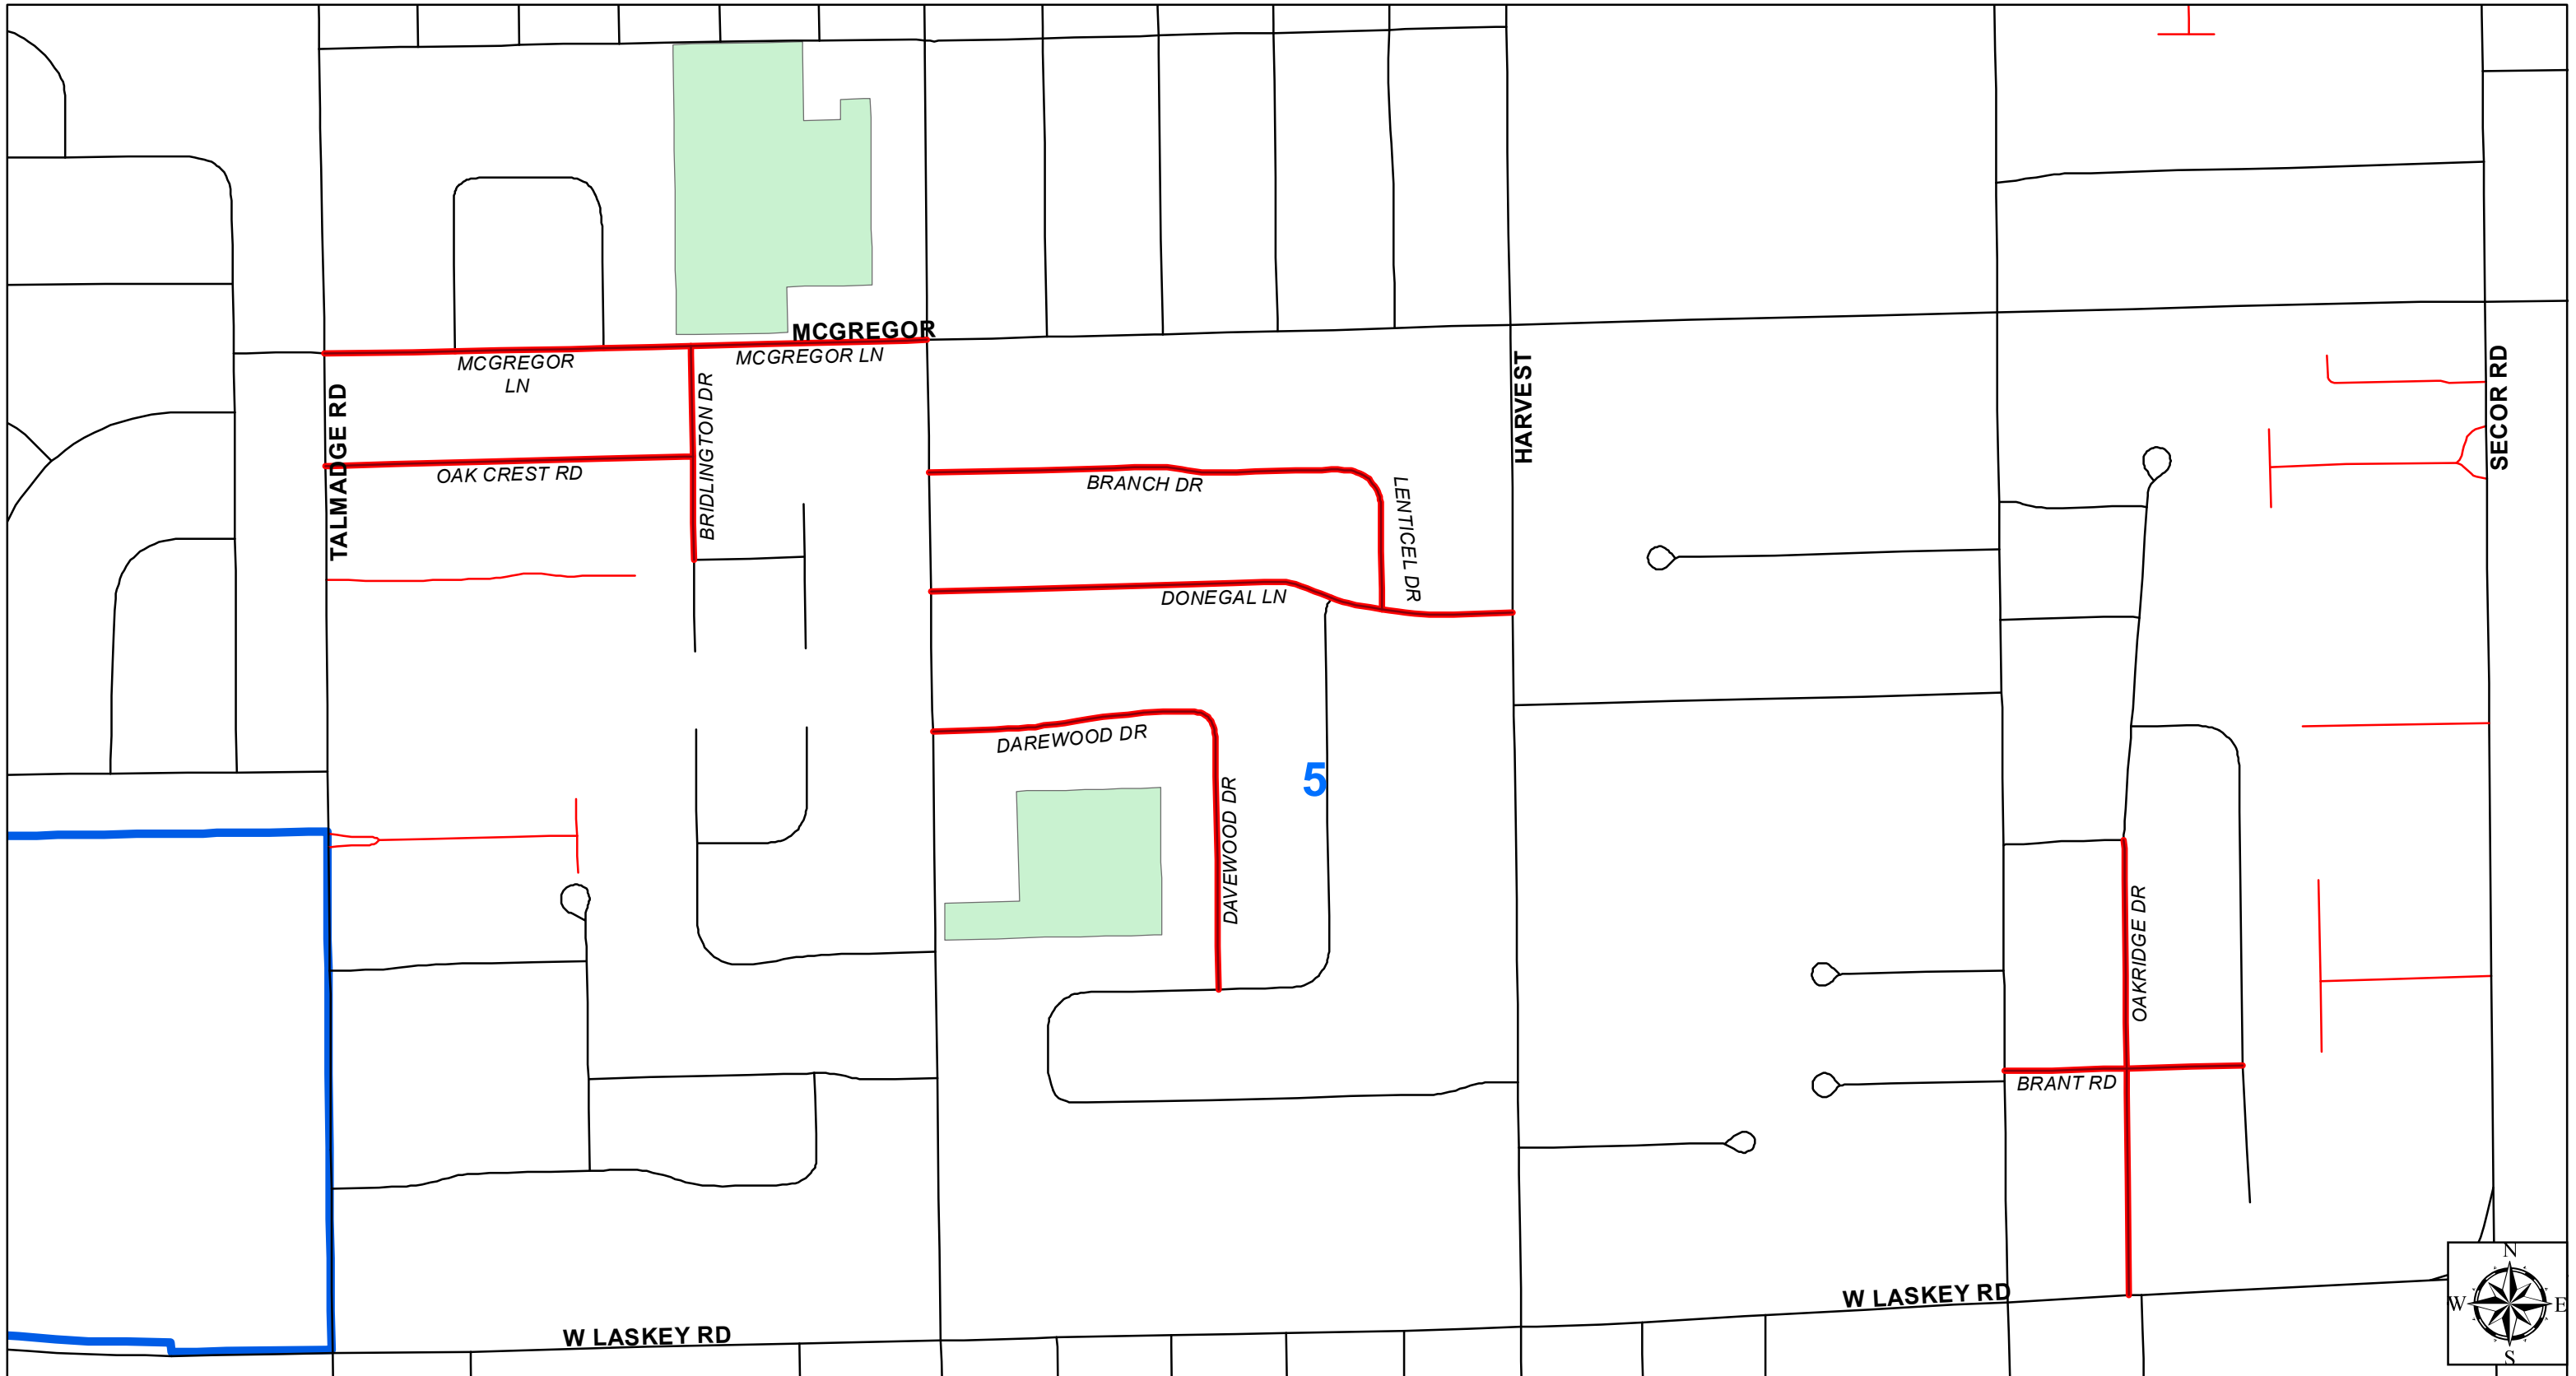 MCGREGOR
MCGREGOR LN
MCGREGOR
LN
BRIDLINGTON DR
TALMADGE RD
OAK CREST RD
HARVEST
SECOR RD
BRANCH DR
LENTICEL DR
DONEGAL LN
DAREWOOD DR
5
DAVEWOOD DR
OAKRIDGE DR
BRANT RD
N
W
E
S
W LASKEY RD
W LASKEY RD